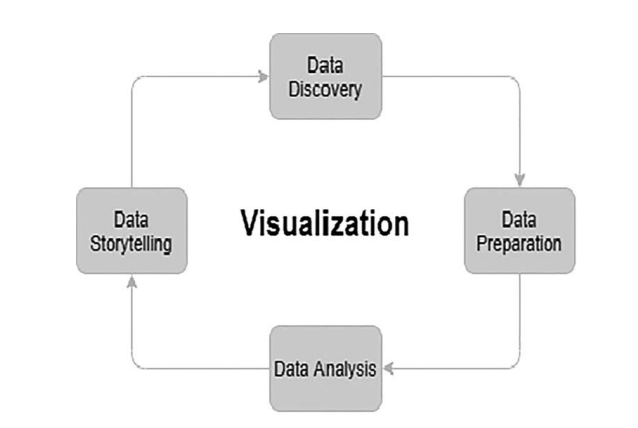 Data
Discovery
Data
Storytelling
Visualization
Data
Preparation
Data Analysis